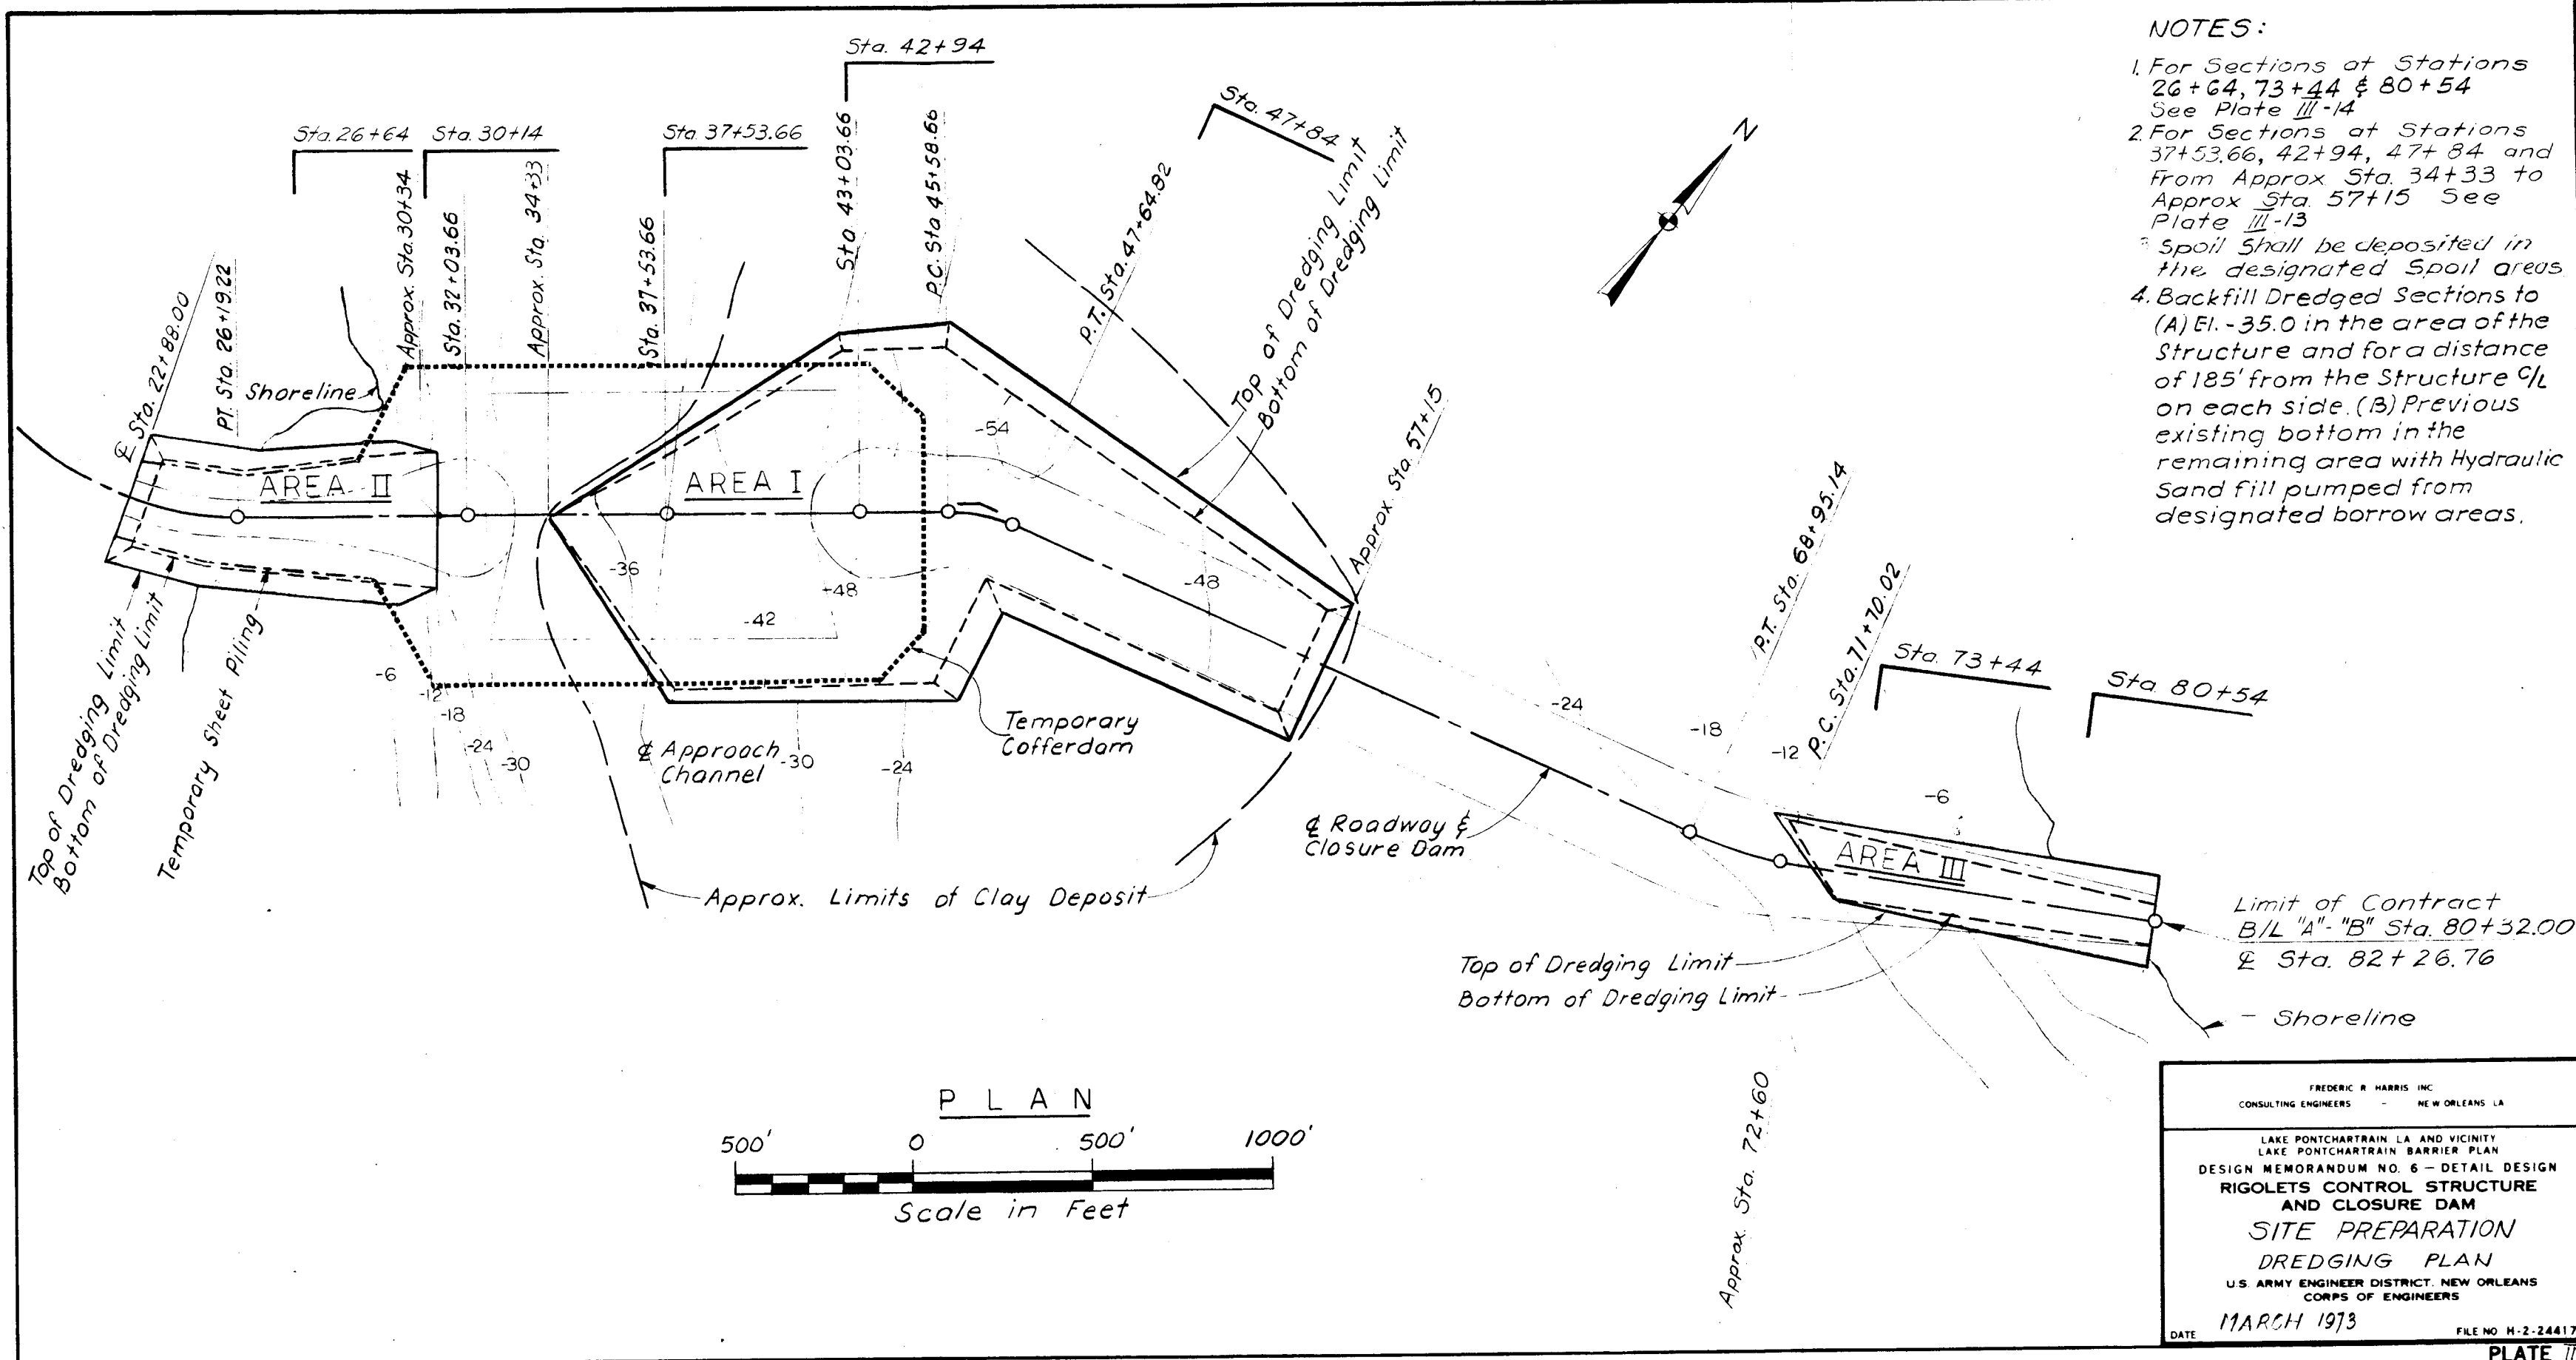 Sta. 42+94
Sta. 26+64
Sta. 30+14
Sta. 37+53.66
Sta. 47+84
℄ Sta. 22+88.00
P.T. Sta. 26+19.22
Approx. Sta. 30+34
Sta. 32+03.66
Approx. Sta. 34+33
Sta. 37+53.66
Sta 43+03.66
P.C. Sta 45+58.66
P.T. Sta. 47+64.82
Top of Dredging Limit
Bottom of Dredging Limit
Approx. Sta. 57+15
N
Shoreline
AREA II
AREA I
-54
-36
+48
-42
-48
-6
-12
-18
-24
-30
-30
-24
Top of Dredging Limit
Bottom of Dredging Limit
Temporary Sheet Piling
℄ Approach
Channel
Temporary
Cofferdam
Approx. Limits of Clay Deposit
℄ Roadway &
Closure Dam
-24
-18
-12
-6
P.T. Sta. 68+95.14
P.C. Sta. 71+70.02
Sta. 73+44
Sta. 80+54
AREA III
Top of Dredging Limit
Bottom of Dredging Limit
Approx. Sta. 72+60
Limit of Contract
B/L "A"-"B" Sta. 80+32.00
℄ Sta. 82+26.76
Shoreline
NOTES:
1. For Sections at Stations
26+64, 73+44 & 80+54
See Plate III-14
2. For Sections at Stations
37+53.66, 42+94, 47+84 and
From Approx Sta. 34+33 to
Approx Sta. 57+15 See
Plate III-13
3 Spoil Shall be deposited in
the designated Spoil areas
4. Backfill Dredged Sections to
(A) El. -35.0 in the area of the
Structure and for a distance
of 185' from the Structure C/L
on each side. (B) Previous
existing bottom in the
remaining area with Hydraulic
Sand fill pumped from
designated borrow areas.
PLAN
500' 0 500' 1000'
Scale in Feet
FREDERIC R HARRIS INC
CONSULTING ENGINEERS - NEW ORLEANS LA
LAKE PONTCHARTRAIN LA AND VICINITY
LAKE PONTCHARTRAIN BARRIER PLAN
DESIGN MEMORANDUM NO. 6 — DETAIL DESIGN
RIGOLETS CONTROL STRUCTURE
AND CLOSURE DAM
SITE PREPARATION
DREDGING PLAN
U.S. ARMY ENGINEER DISTRICT, NEW ORLEANS
CORPS OF ENGINEERS
DATE MARCH 1973 FILE NO H-2-24417
PLATE